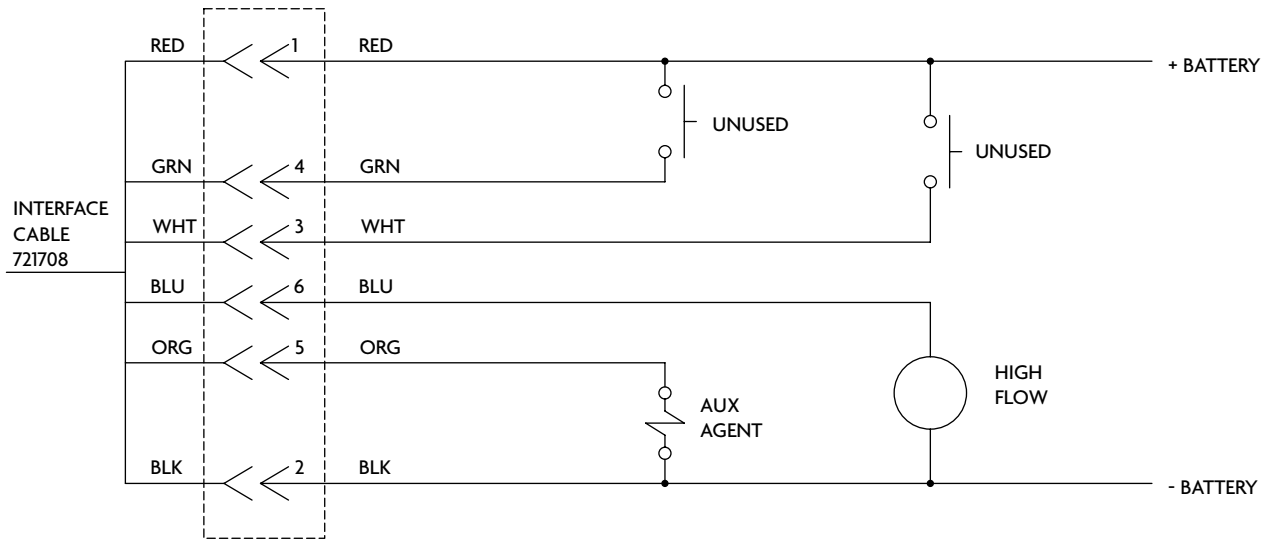 RED 1 RED
+ BATTERY
UNUSED
UNUSED
GRN 4 GRN
INTERFACE
CABLE
721708
WHT 3 WHT
BLU 6 BLU
ORG 5 ORG
HIGH
FLOW
AUX
AGENT
BLK 2 BLK
- BATTERY